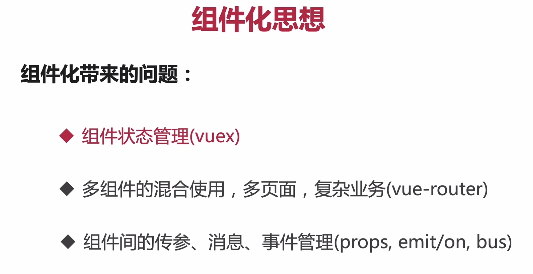 组件化思想
组件化带来的问题：
◆ 组件状态管理(vuex)
◆ 多组件的混合使用，多页面，复杂业务(vue-router)
◆ 组件间的传参、消息、事件管理(props, emit/on, bus)